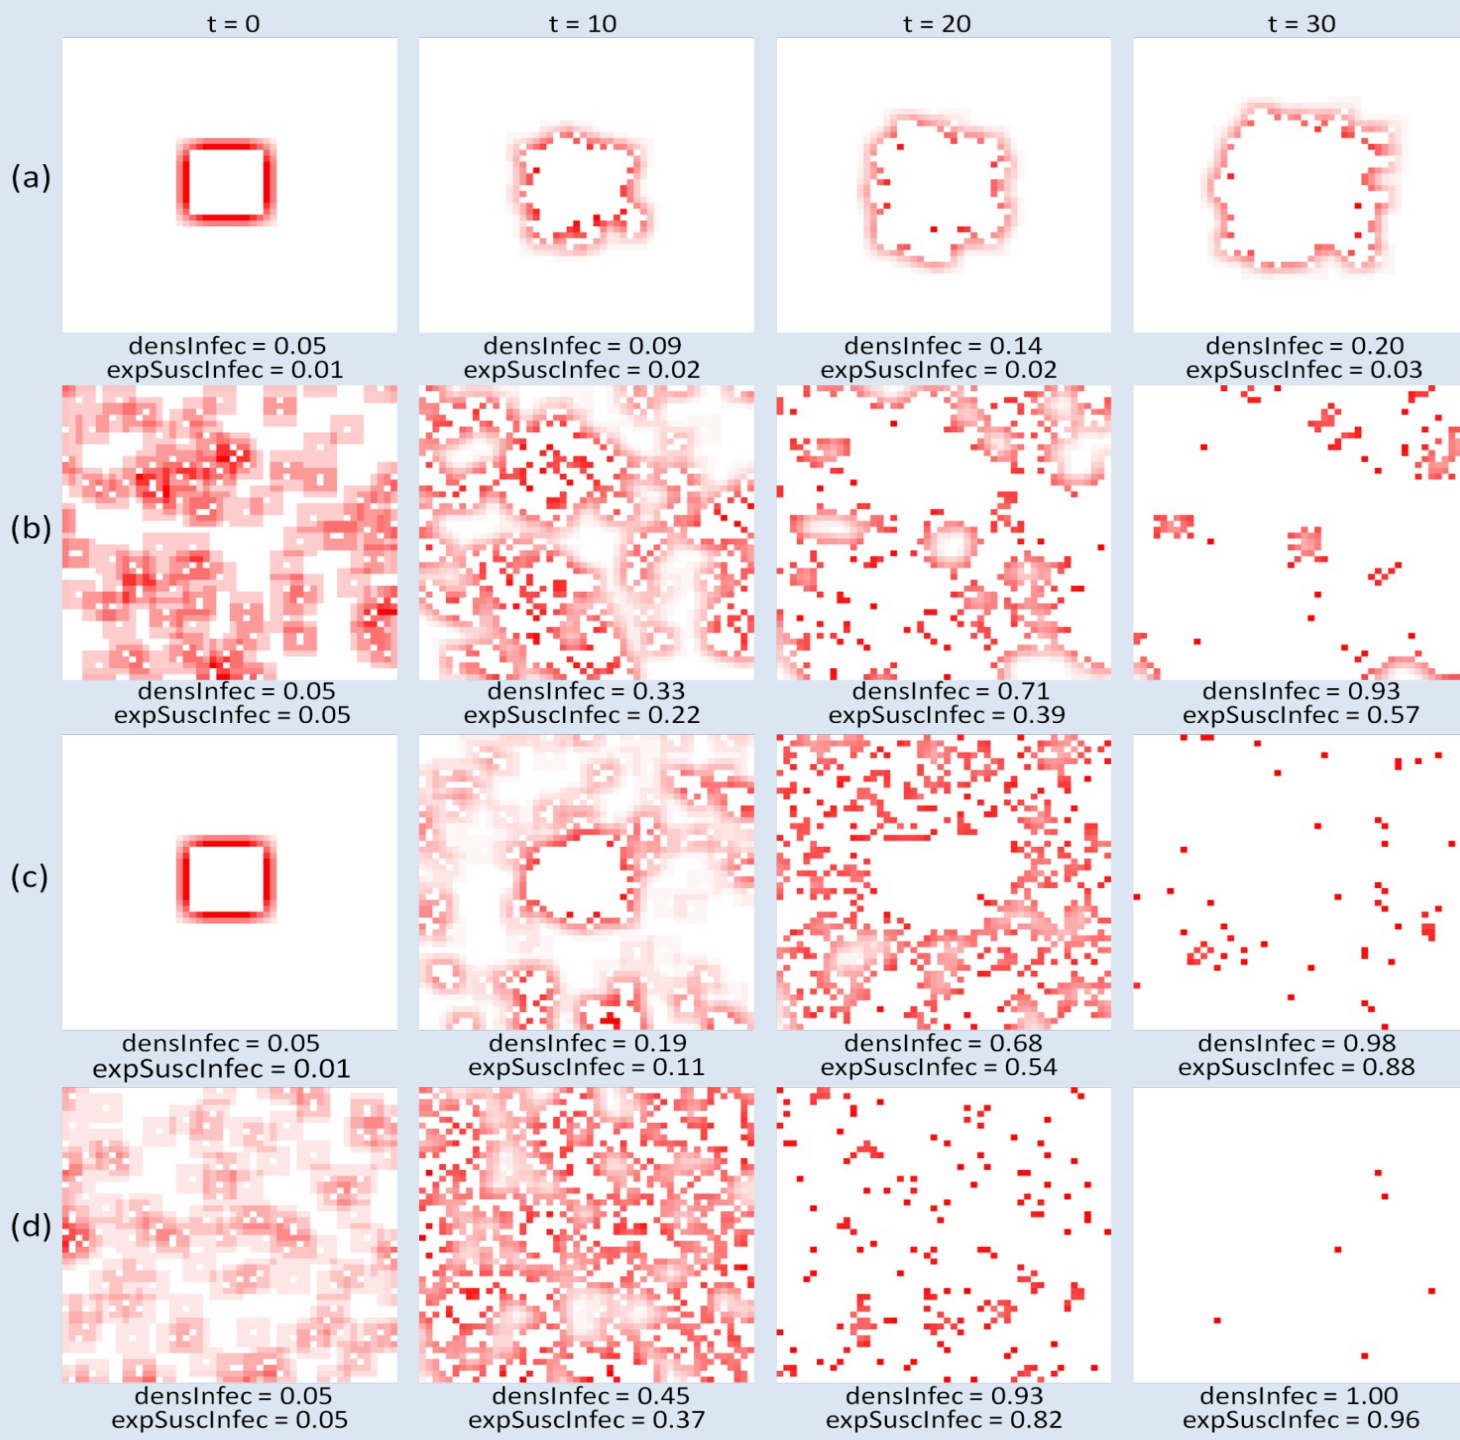 t = 0
t = 10
t = 20
t = 30
(a)
densInfec = 0.05
expSuscInfec = 0.01
densInfec = 0.09
expSuscInfec = 0.02
densInfec = 0.14
expSuscInfec = 0.02
densInfec = 0.20
expSuscInfec = 0.03
(b)
densInfec = 0.05
expSuscInfec = 0.05
densInfec = 0.33
expSuscInfec = 0.22
densInfec = 0.71
expSuscInfec = 0.39
densInfec = 0.93
expSuscInfec = 0.57
(c)
densInfec = 0.05
expSuscInfec = 0.01
densInfec = 0.19
expSuscInfec = 0.11
densInfec = 0.68
expSuscInfec = 0.54
densInfec = 0.98
expSuscInfec = 0.88
(d)
densInfec = 0.05
expSuscInfec = 0.05
densInfec = 0.45
expSuscInfec = 0.37
densInfec = 0.93
expSuscInfec = 0.82
densInfec = 1.00
expSuscInfec = 0.96